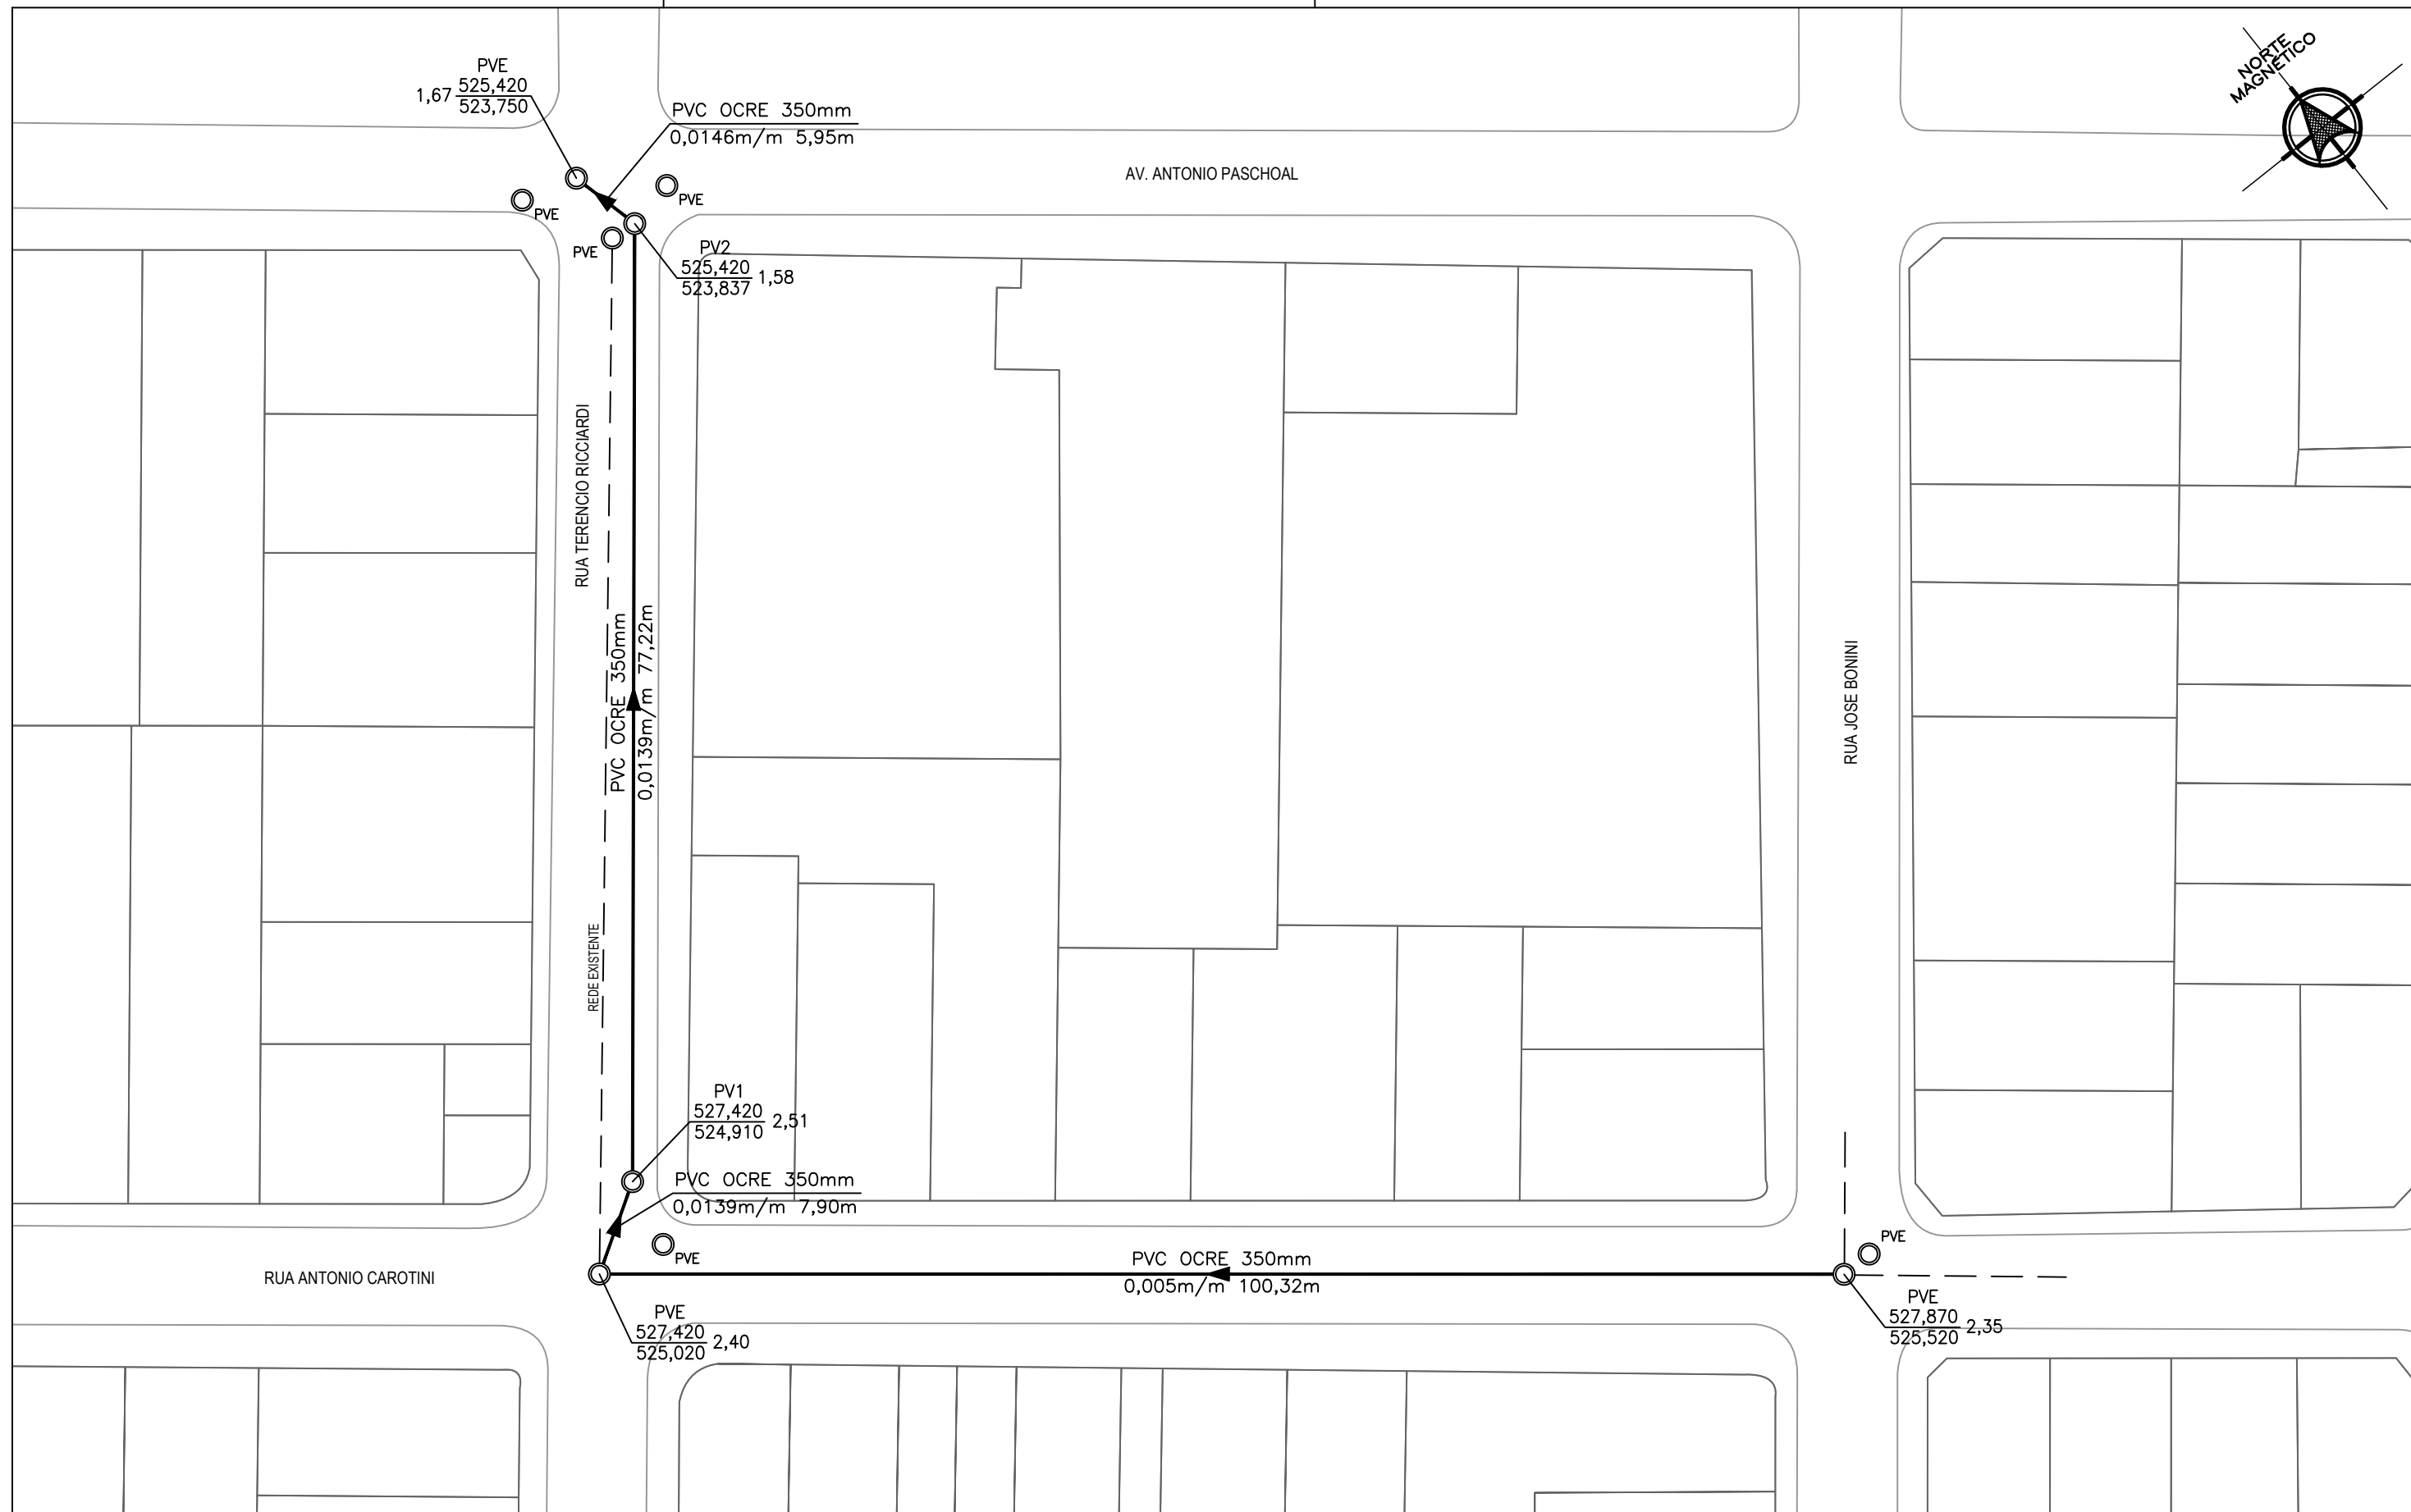 NORTE
MAGNÉTICO
PVE
525,420
1,67
523,750
PVC OCRE 350mm
0,0146m/m 5,95m
AV. ANTONIO PASCHOAL
PVE
PVE
PVE
PV2
525,420
1,58
523,837
RUA TERENCIO RICCIARDI
PVC OCRE 350mm
0,0139m/m 77,22m
RUA JOSE BONINI
REDE EXISTENTE
PV1
527,420
2,51
524,910
PVC OCRE 350mm
0,0139m/m 7,90m
PVE
PVE
PVC OCRE 350mm
0,005m/m 100,32m
RUA ANTONIO CAROTINI
PVE
527,420
2,40
525,020
PVE
527,870
2,35
525,520